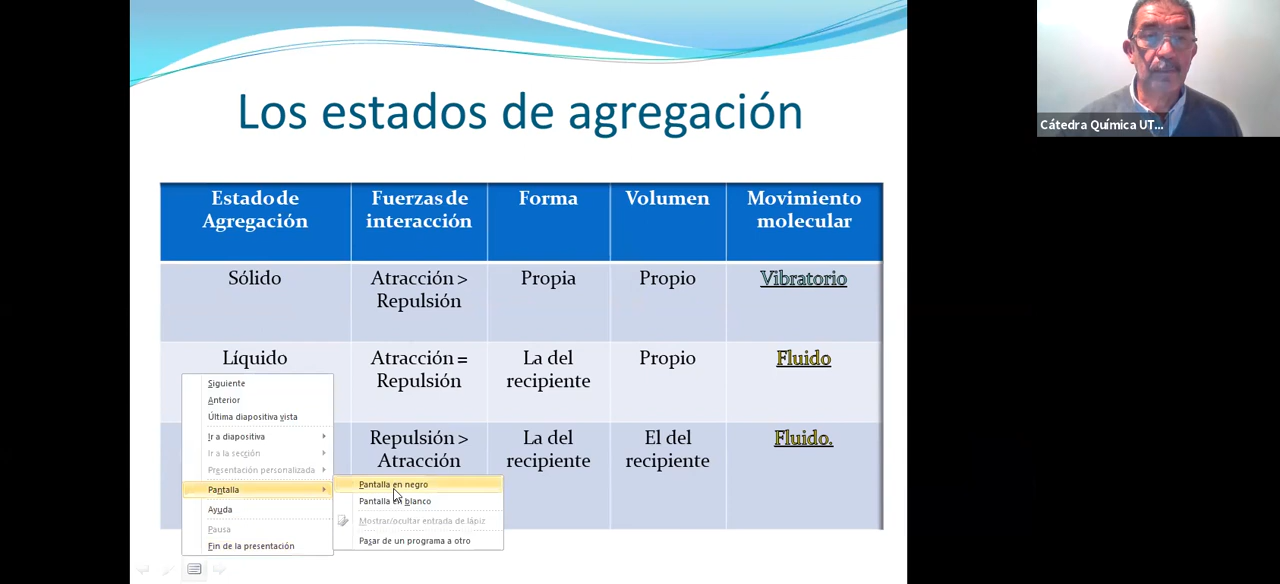 Los estados de agregación
Estado de
Agregación
Fuerzas de
interacción
Forma
Volumen
Movimiento
molecular
Sólido
Atracción >
Repulsión
Propia
Propio
Vibratorio
Líquido
Atracción =
Repulsión
La del
recipiente
Propio
Fluido
Repulsión >
Atracción
La del
recipiente
El del
recipiente
Fluido.
Siguiente
Anterior
Última diapositiva vista
Ir a diapositiva
Ir a la sección
Presentación personalizada
Pantalla
Ayuda
Pausa
Fin de la presentación
Pantalla en negro
Pantalla en blanco
Mostrar/ocultar entrada de lápiz
Pasar de un programa a otro
Cátedra Química UT...